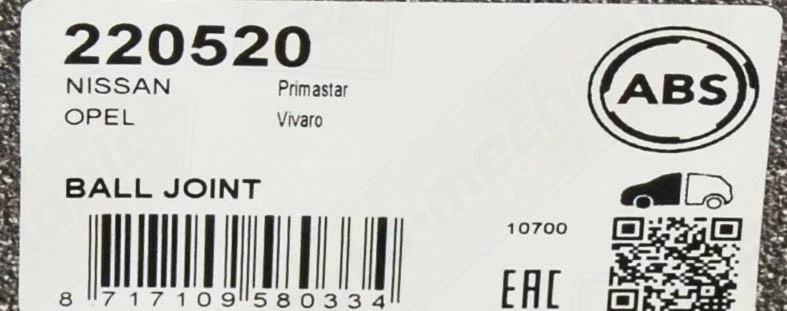 220520
NISSAN Primastar
OPEL Vivaro
ABS
BALL JOINT
10700
8 717109 580334
EAC